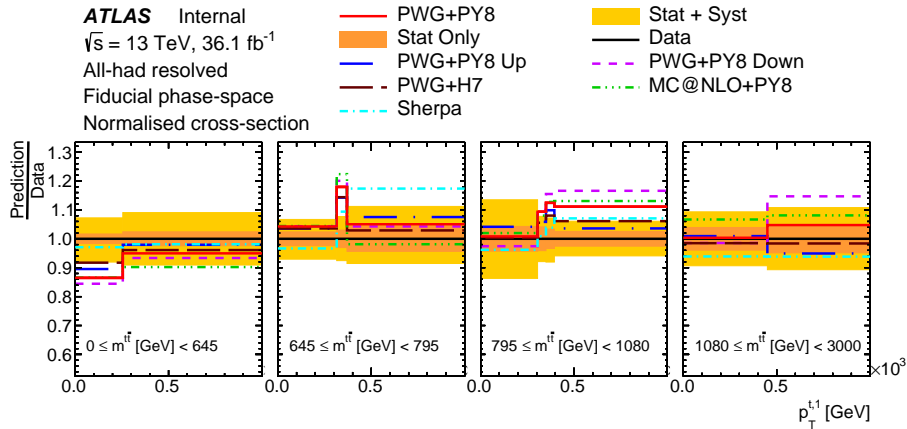 ATLAS Internal
√s = 13 TeV, 36.1 fb⁻¹
All-had resolved
Fiducial phase-space
Normalised cross-section
PWG+PY8
Stat Only
PWG+PY8 Up
PWG+H7
Sherpa
Stat + Syst
Data
PWG+PY8 Down
MC@NLO+PY8
Prediction
Data
1.3
1.2
1.1
1.0
0.9
0.8
0.7
0.6
0 ≤ m^{tt̄} [GeV] < 645
645 ≤ m^{tt̄} [GeV] < 795
795 ≤ m^{tt̄} [GeV] < 1080
1080 ≤ m^{tt̄} [GeV] < 3000
0.0 0.5 0.0 0.5 0.0 0.5 0.0 0.5
×10³
p_T^{t,1} [GeV]